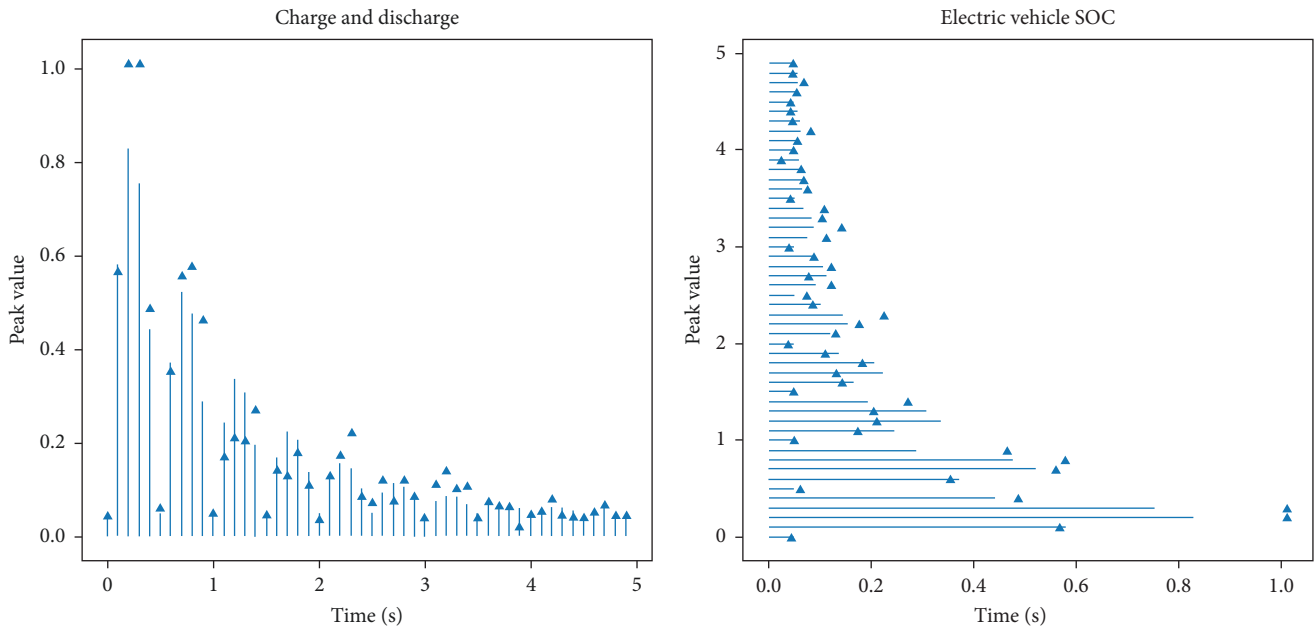 Charge and discharge
1.0
0.8
0.6
0.4
0.2
0.0
Peak value
0 1 2 3 4 5
Time (s)
Electric vehicle SOC
5
4
3
2
1
0
Peak value
0.0 0.2 0.4 0.6 0.8 1.0
Time (s)